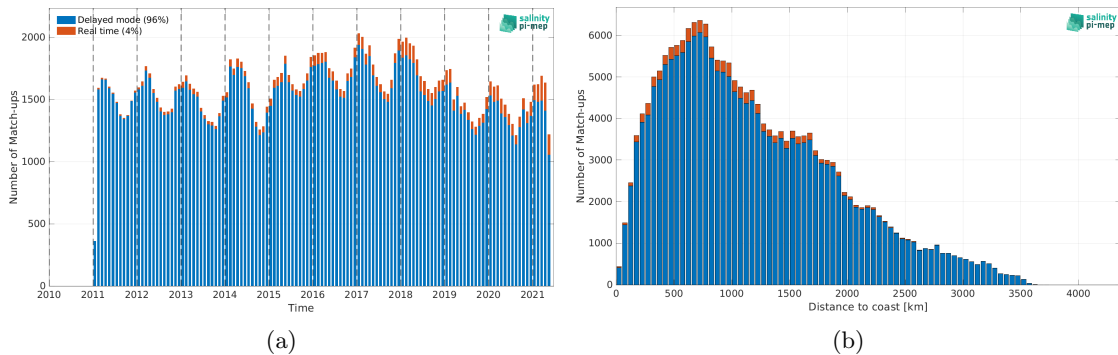 Delayed mode (96%)
Real time (4%)
salinity
pi-mep
Number of Match-ups
2000
1500
1000
500
0
2010 2011 2012 2013 2014 2015 2016 2017 2018 2019 2020 2021
Time
(a)
salinity
pi-mep
Number of Match-ups
6000
5000
4000
3000
2000
1000
0
0 500 1000 1500 2000 2500 3000 3500 4000
Distance to coast [km]
(b)